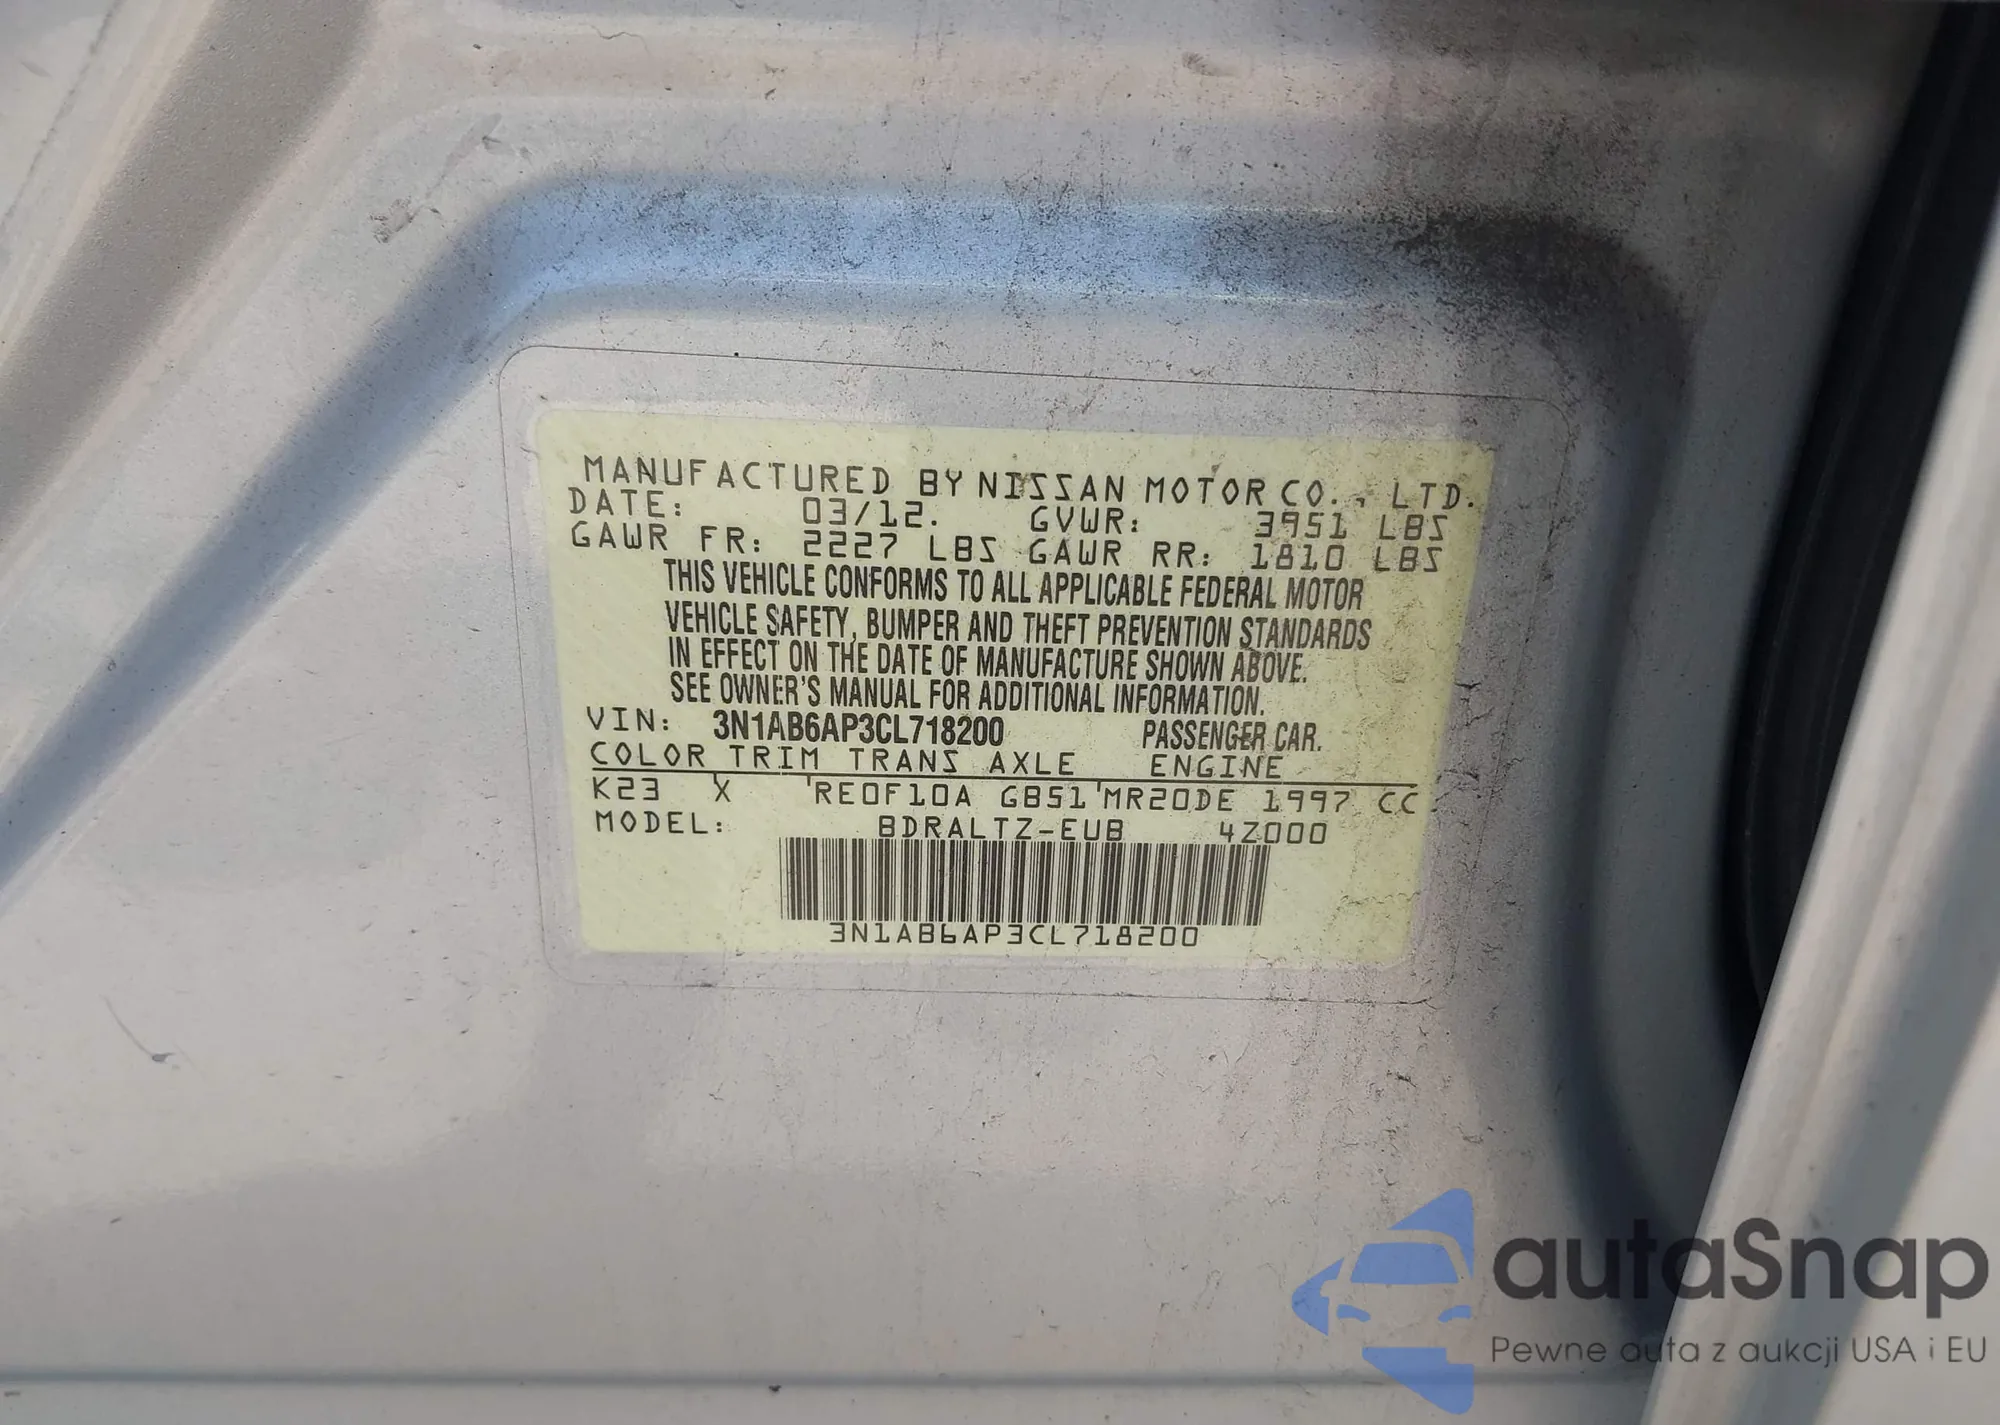 MANUFACTURED BY NISSAN MOTOR CO., LTD.
DATE: 03/12. GVWR: 3951 LBS
GAWR FR: 2227 LBS GAWR RR: 1810 LBS
THIS VEHICLE CONFORMS TO ALL APPLICABLE FEDERAL MOTOR
VEHICLE SAFETY, BUMPER AND THEFT PREVENTION STANDARDS
IN EFFECT ON THE DATE OF MANUFACTURE SHOWN ABOVE.
SEE OWNER'S MANUAL FOR ADDITIONAL INFORMATION.
VIN: 3N1AB6AP3CL718200 PASSENGER CAR.
COLOR TRIM TRANS AXLE ENGINE
K23 X RE0F10A GB51 MR20DE 1997 CC
MODEL: BDRALTZ-EUB 4Z000
3N1AB6AP3CL718200
autaSnap
Pewne auta z aukcji USA i EU